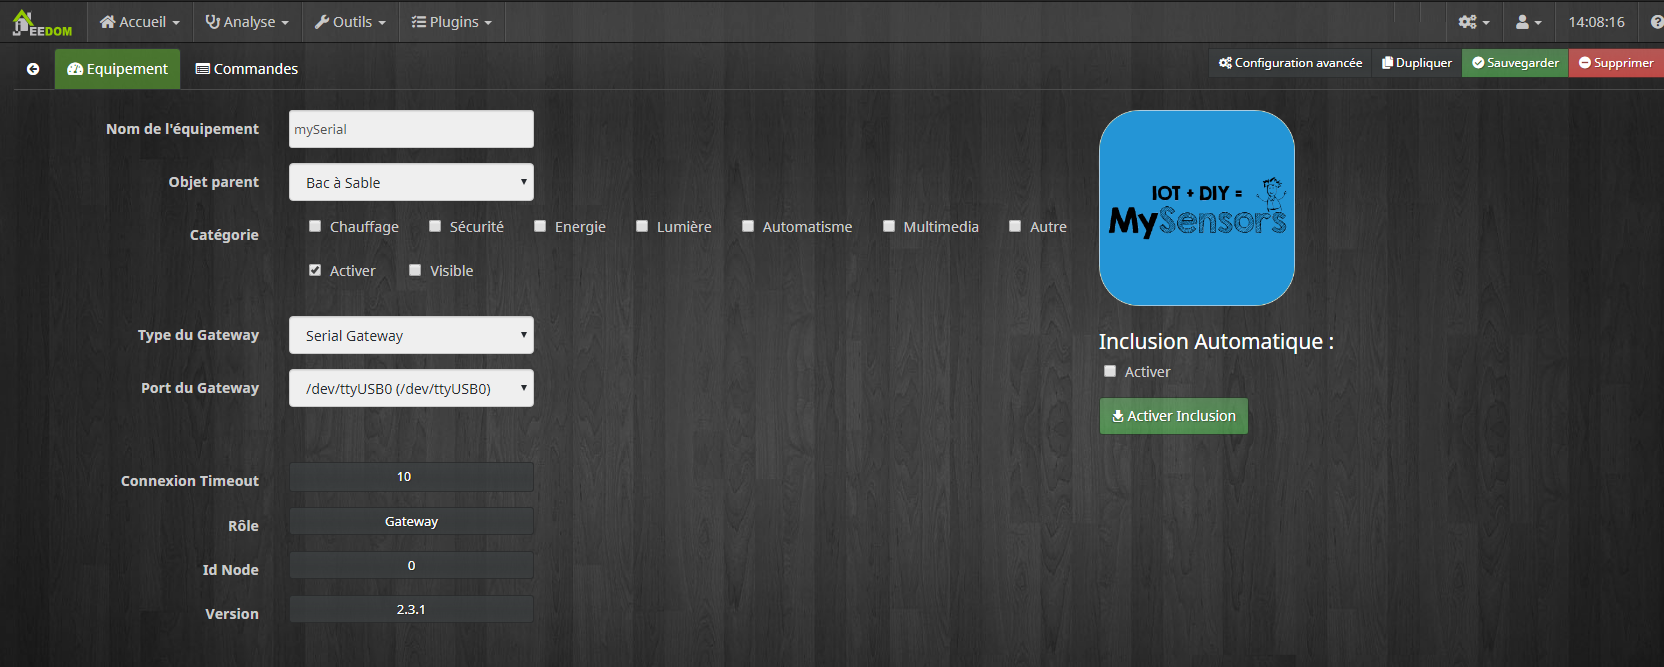 JEEDOM Accueil Analyse Outils Plugins 14:08:16
Equipement Commandes Configuration avancée Dupliquer Sauvegarder Supprimer
Nom de l'équipement mySerial
Objet parent Bac à Sable
Catégorie Chauffage Sécurité Energie Lumière Automatisme Multimedia Autre
Activer Visible
IOT + DIY =
MySensors
Type du Gateway Serial Gateway
Inclusion Automatique :
Activer
Port du Gateway /dev/ttyUSB0 (/dev/ttyUSB0)
Activer Inclusion
Connexion Timeout 10
Rôle Gateway
Id Node 0
Version 2.3.1